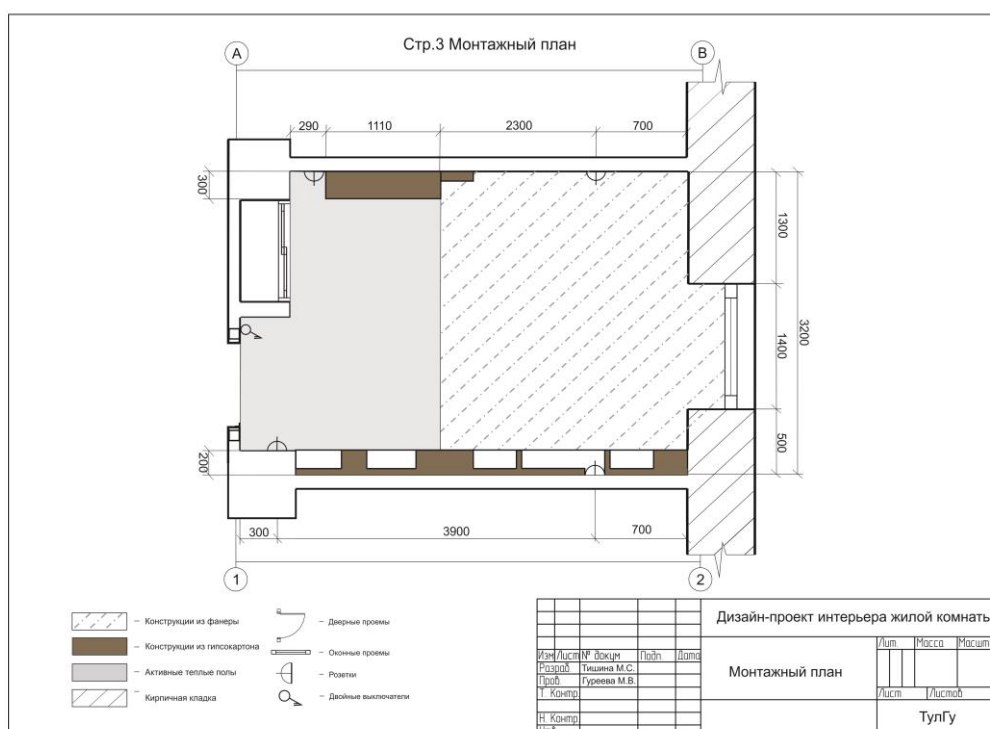 Стр.3 Монтажный план
А
В
290
1110
2300
700
300
1300
1400
3200
500
200
300
3900
700
1
2
Конструкции из фанеры
Конструкции из гипсокартона
Активные теплые полы
Кирпичная кладка
Дверные проемы
Оконные проемы
Розетки
Двойные выключатели
Дизайн-проект интерьера жилой комнаты
Изм Лист № докум Подп. Дата
Разраб. Тишина М.С.
Пров. Гуреева М.В.
Т. Контр.
Н. Контр.
Монтажный план
Лит. Масса Масшт
Лист Листов
ТулГу